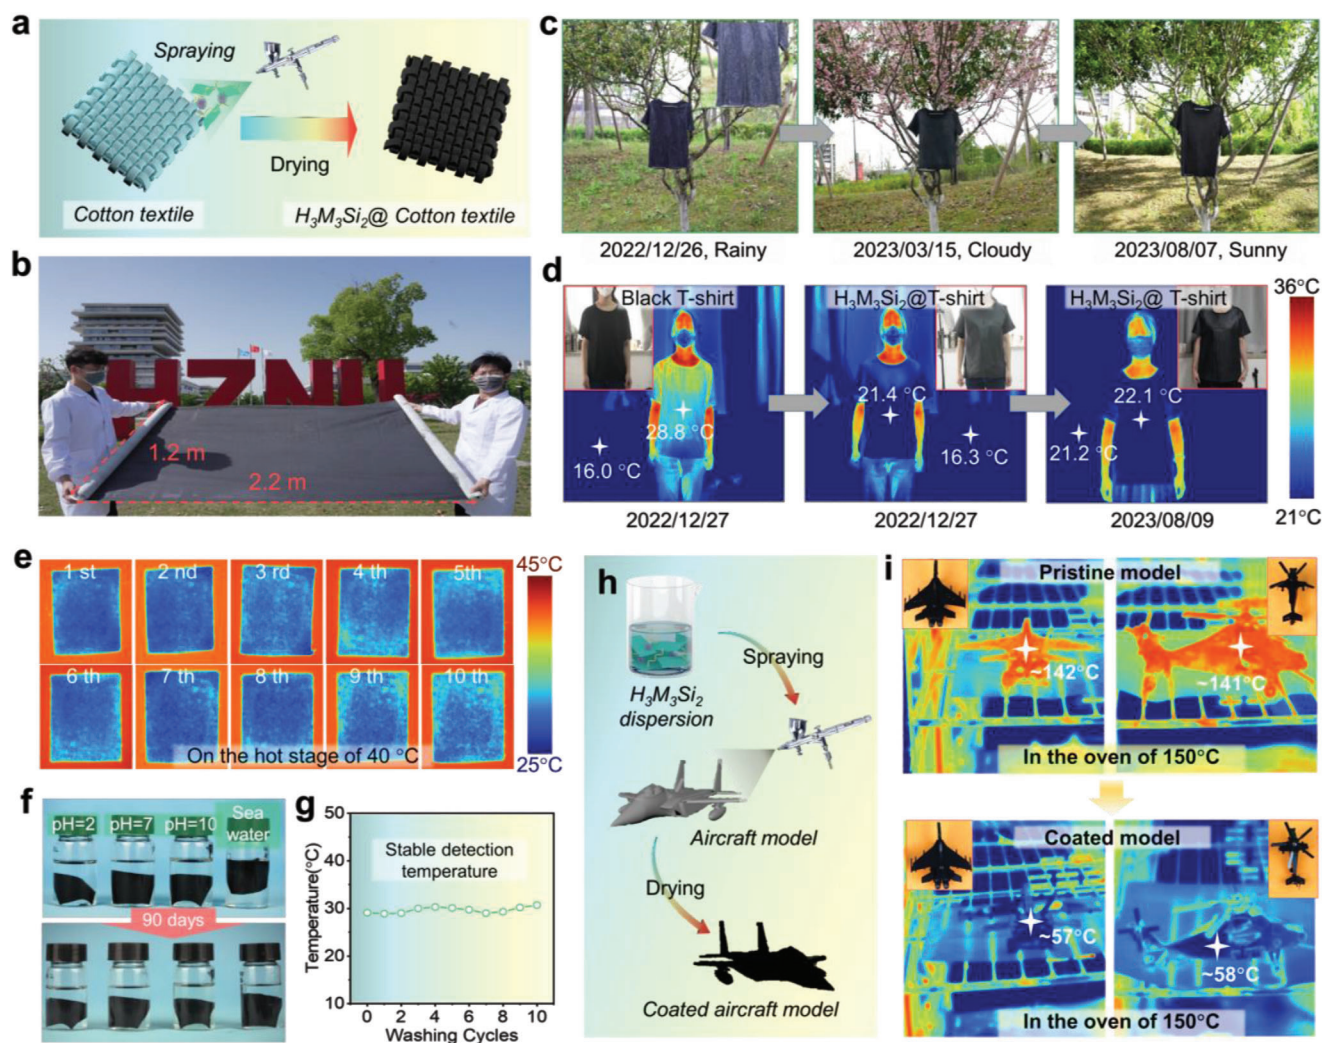 a
Spraying
Drying
Cotton textile
H₃M₃Si₂@ Cotton textile
b
HZNU
1.2 m
2.2 m
c
2022/12/26, Rainy
2023/03/15, Cloudy
2023/08/07, Sunny
d
Black T-shirt
H₃M₃Si₂@T-shirt
H₃M₃Si₂@ T-shirt
36°C
28.8 °C
16.0 °C
21.4 °C
16.3 °C
22.1 °C
21.2 °C
21°C
2022/12/27
2022/12/27
2023/08/09
e
1 st
2 nd
3 rd
4 th
5th
6 th
7 th
8 th
9 th
10 th
On the hot stage of 40 °C
45°C
25°C
f
pH=2
pH=7
pH=10
Sea
water
90 days
g
Stable detection
temperature
Temperature(°C)
50
40
30
20
10
0
2
4
6
8
10
Washing Cycles
h
H₃M₃Si₂
dispersion
Spraying
Aircraft model
Drying
Coated aircraft model
i
Pristine model
~142°C
~141°C
In the oven of 150°C
Coated model
~57°C
~58°C
In the oven of 150°C